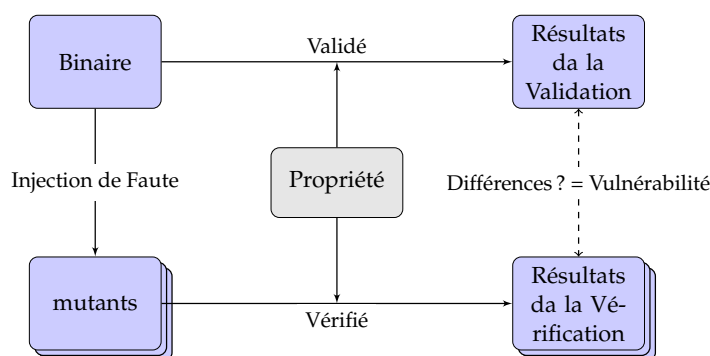 Binaire
Validé
Résultats
da la
Validation
Injection de Faute
Propriété
Différences ? = Vulnérabilité
mutants
Vérifié
Résultats
da la Vé-
rification